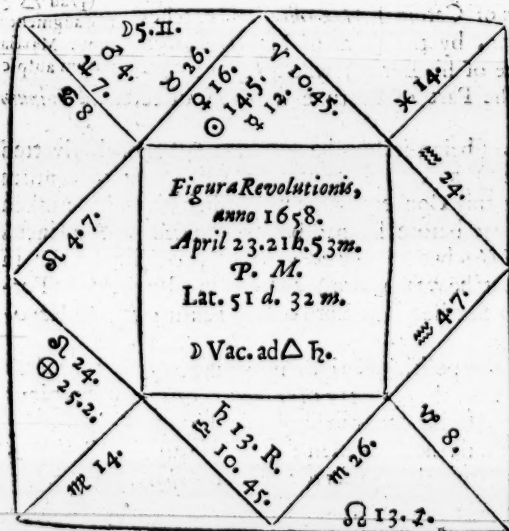 ☽5.♊.
♂ 4.
♃ 7.
♋ 8
♉ 26.
♀ 16.
☉ 14.5.
☿ 12.
♈ 10.45.
♓ 14.
♒ 24.
♌ 4.7.
Figura Revolutionis,
anno 1658.
April 23.21h.53m.
P. M.
Lat. 51 d. 32 m.
☽ Vac. ad △ ♄.
♒ 4.7.
♌ 24.
⊗ 25.2.
♍ 14.
♄ 13. R.
10. 45.
♏ 26.
♑ 8.
☊ 13.♐.